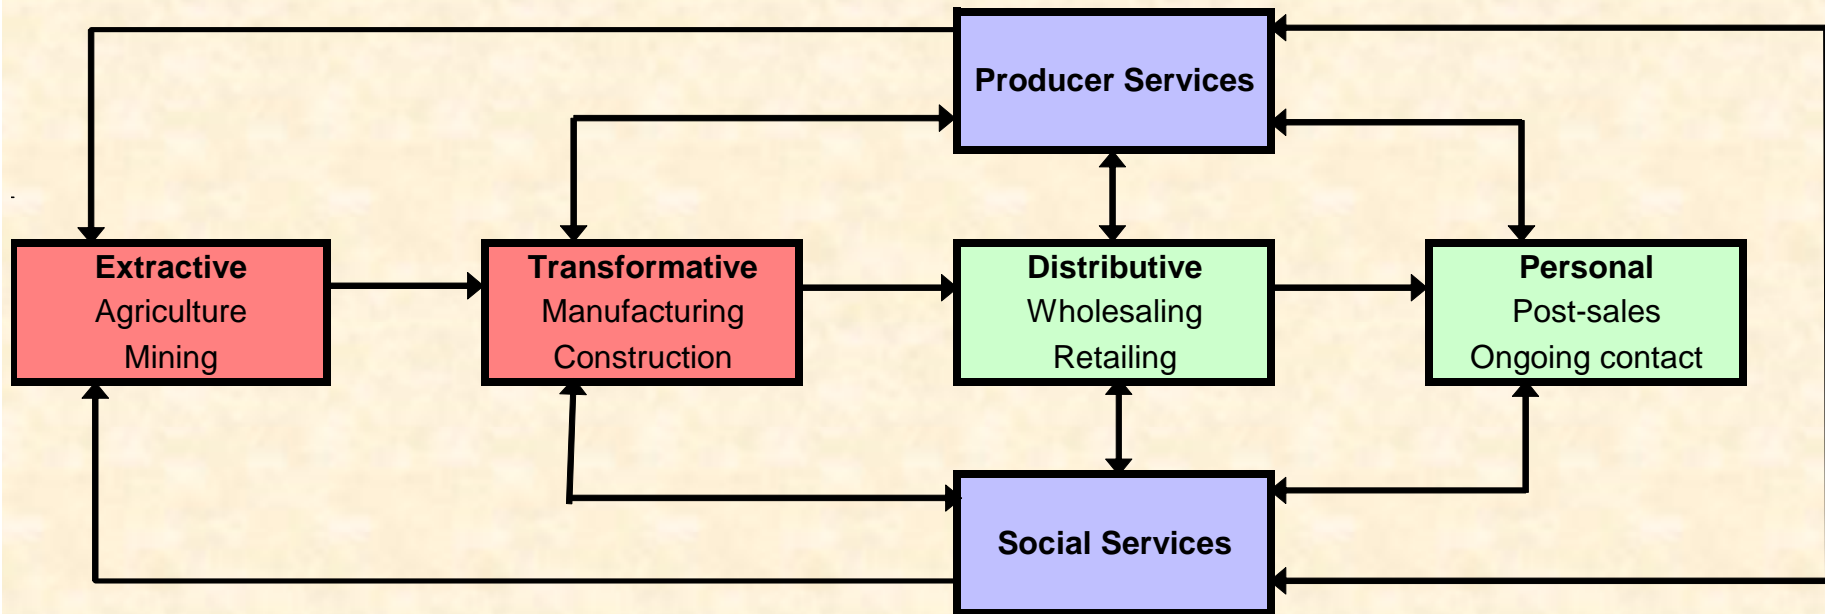 Producer Services
Extractive
Agriculture
Mining
Transformative
Manufacturing
Construction
Distributive
Wholesaling
Retailing
Personal
Post-sales
Ongoing contact
Social Services